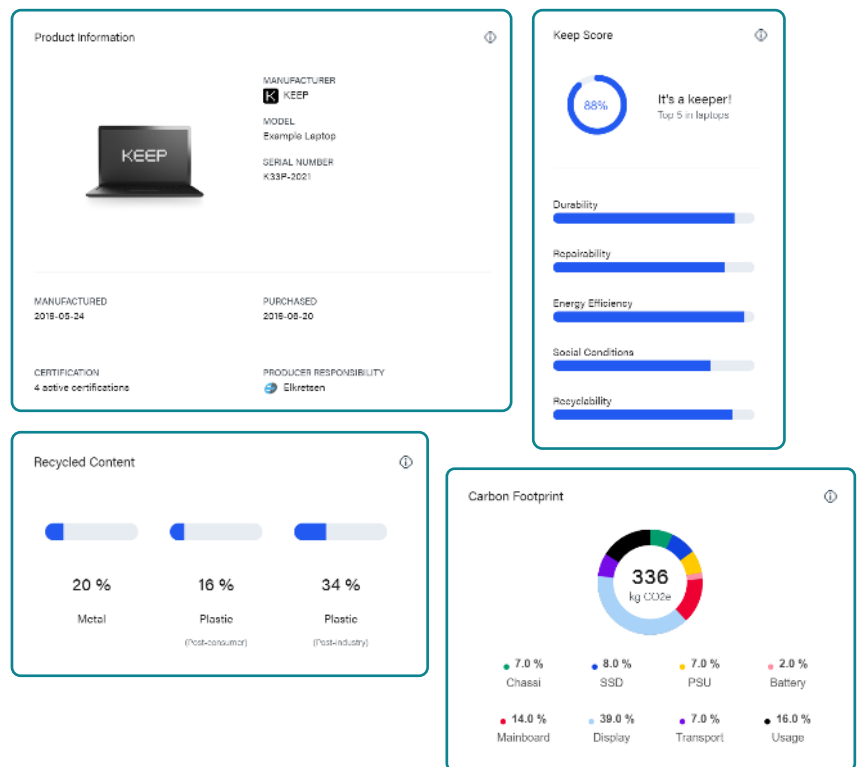 Product Information
MANUFACTURER
KEEP
MODEL
Example Laptop
SERIAL NUMBER
K33P-2021
KEEP
MANUFACTURED
2019-05-24
PURCHASED
2019-08-20
CERTIFICATION
4 active certifications
PRODUCER RESPONSIBILITY
Elkretsen
Keep Score
88%
It's a keeper!
Top 5 in laptops
Durability
Repairability
Energy Efficiency
Social Conditions
Recyclability
Recycled Content
20 %
Metal
16 %
Plastic
(Post-consumer)
34 %
Plastic
(Post-industry)
Carbon Footprint
336
kg CO2e
7.0 %
Chassi
8.0 %
SSD
7.0 %
PSU
2.0 %
Battery
14.0 %
Mainboard
39.0 %
Display
7.0 %
Transport
16.0 %
Usage